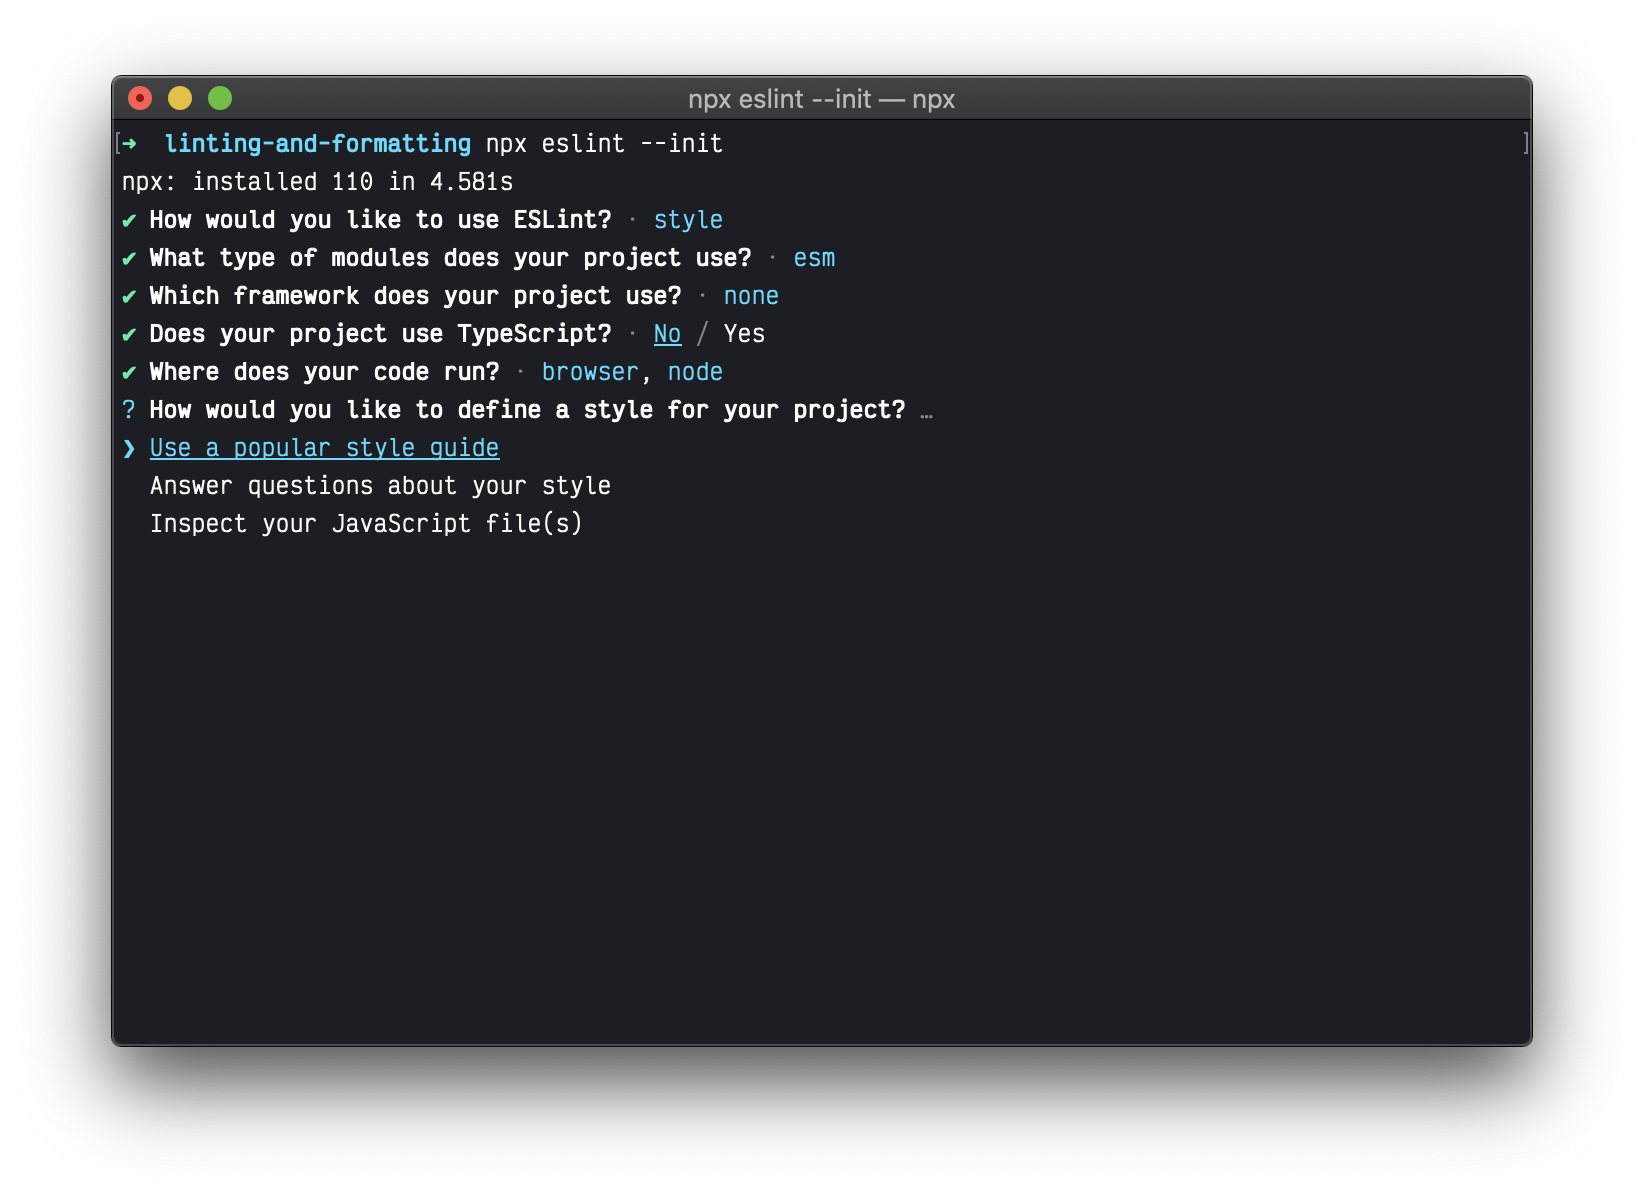 npx eslint --init — npx
[➜  linting-and-formatting npx eslint --init ]
npx: installed 110 in 4.581s
✔ How would you like to use ESLint? · style
✔ What type of modules does your project use? · esm
✔ Which framework does your project use? · none
✔ Does your project use TypeScript? · No / Yes
✔ Where does your code run? · browser, node
? How would you like to define a style for your project? …
❯ Use a popular style guide
  Answer questions about your style
  Inspect your JavaScript file(s)